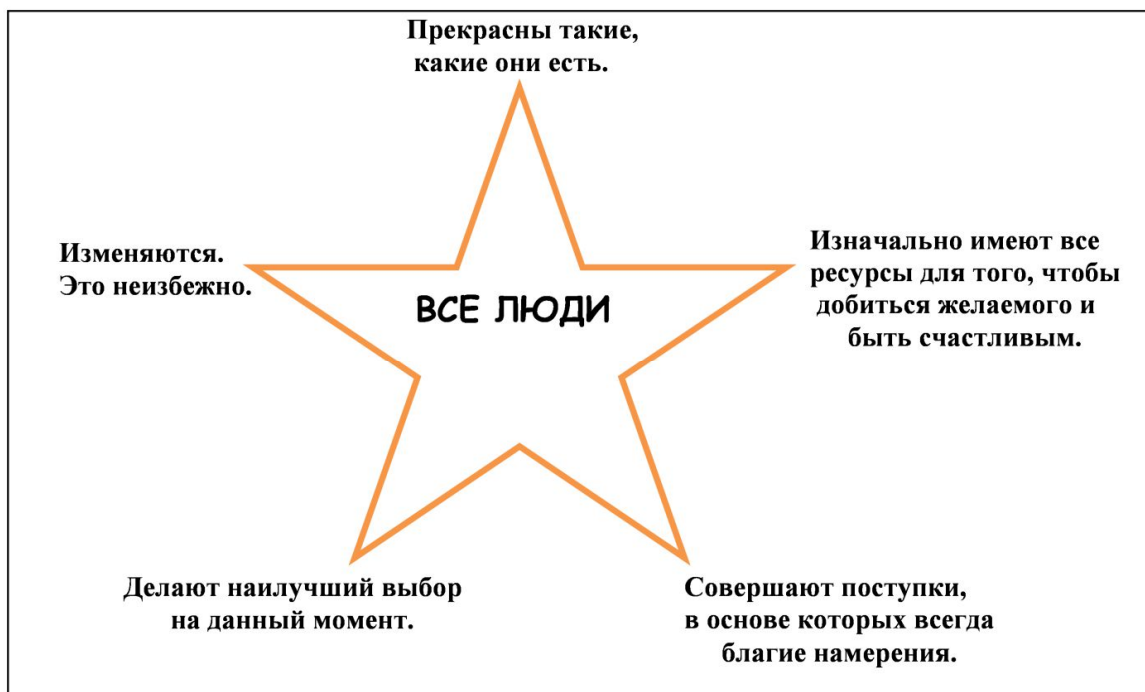 Прекрасны такие,
какие они есть.
Изменяются.
Это неизбежно.
Изначально имеют все
ресурсы для того, чтобы
добиться желаемого и
быть счастливым.
ВСЕ ЛЮДИ
Делают наилучший выбор
на данный момент.
Совершают поступки,
в основе которых всегда
благие намерения.